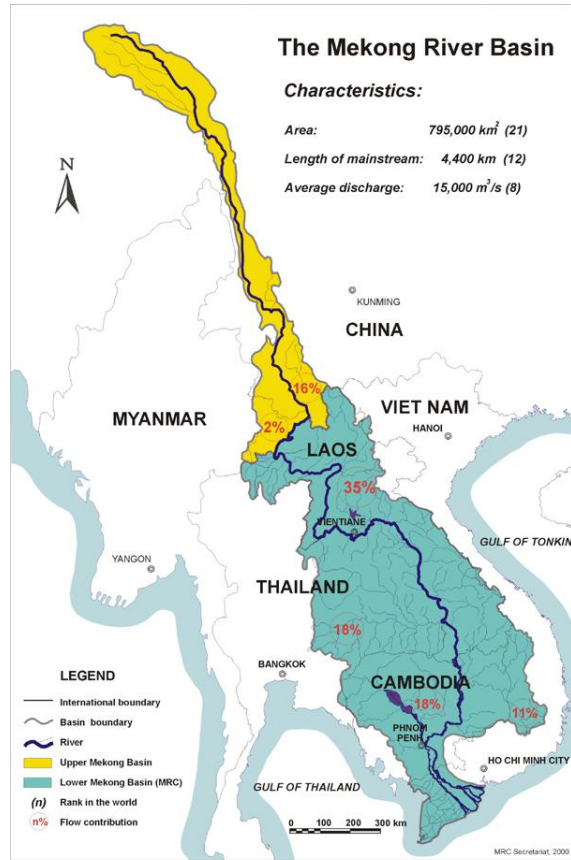 The Mekong River Basin
Characteristics:
Area: 795,000 km² (21)
Length of mainstream: 4,400 km (12)
Average discharge: 15,000 m³/s (8)
N
KUNMING
CHINA
16%
MYANMAR
2%
VIET NAM
HANOI
LAOS
35%
VIENTIANE
GULF OF TONKIN
YANGON
THAILAND
18%
BANGKOK
CAMBODIA
18%
11%
PHNOM
PENH
HO CHI MINH CITY
GULF OF THAILAND
LEGEND
International boundary
Basin boundary
River
Upper Mekong Basin
Lower Mekong Basin (MRC)
(n) Rank in the world
n% Flow contribution
0 100 200 300 km
MRC Secretariat, 2000